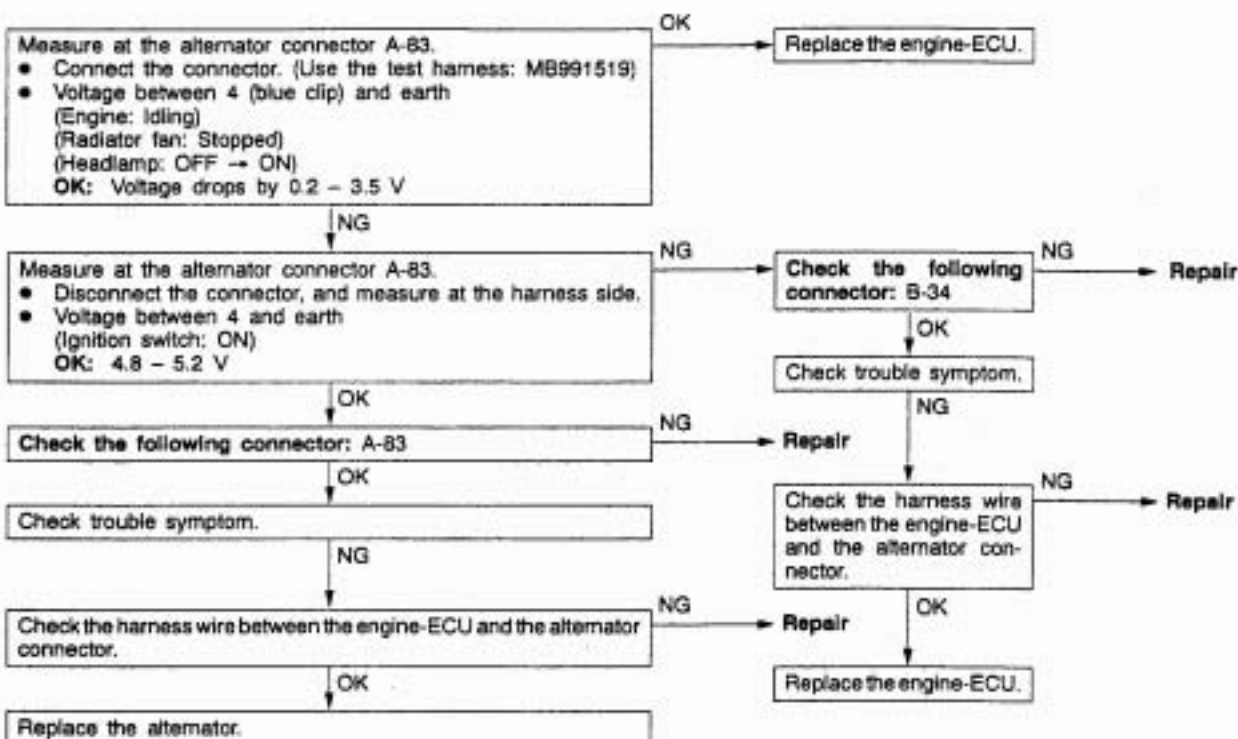 OK
Measure at the alternator connector A-83.
● Connect the connector. (Use the test harness: MB991519)
● Voltage between 4 (blue clip) and earth
(Engine: Idling)
(Radiator fan: Stopped)
(Headlamp: OFF → ON)
OK: Voltage drops by 0.2 – 3.5 V
Replace the engine-ECU.
NG
Measure at the alternator connector A-83.
● Disconnect the connector, and measure at the harness side.
● Voltage between 4 and earth
(Ignition switch: ON)
OK: 4.8 – 5.2 V
NG
Check the following
connector: B-34
NG
Repair
OK
Check trouble symptom.
NG
Check the harness wire
between the engine-ECU
and the alternator con-
nector.
NG
Repair
OK
Replace the engine-ECU.
OK
Check the following connector: A-83
NG
Repair
OK
Check trouble symptom.
NG
Check the harness wire between the engine-ECU and the alternator
connector.
NG
Repair
OK
Replace the alternator.